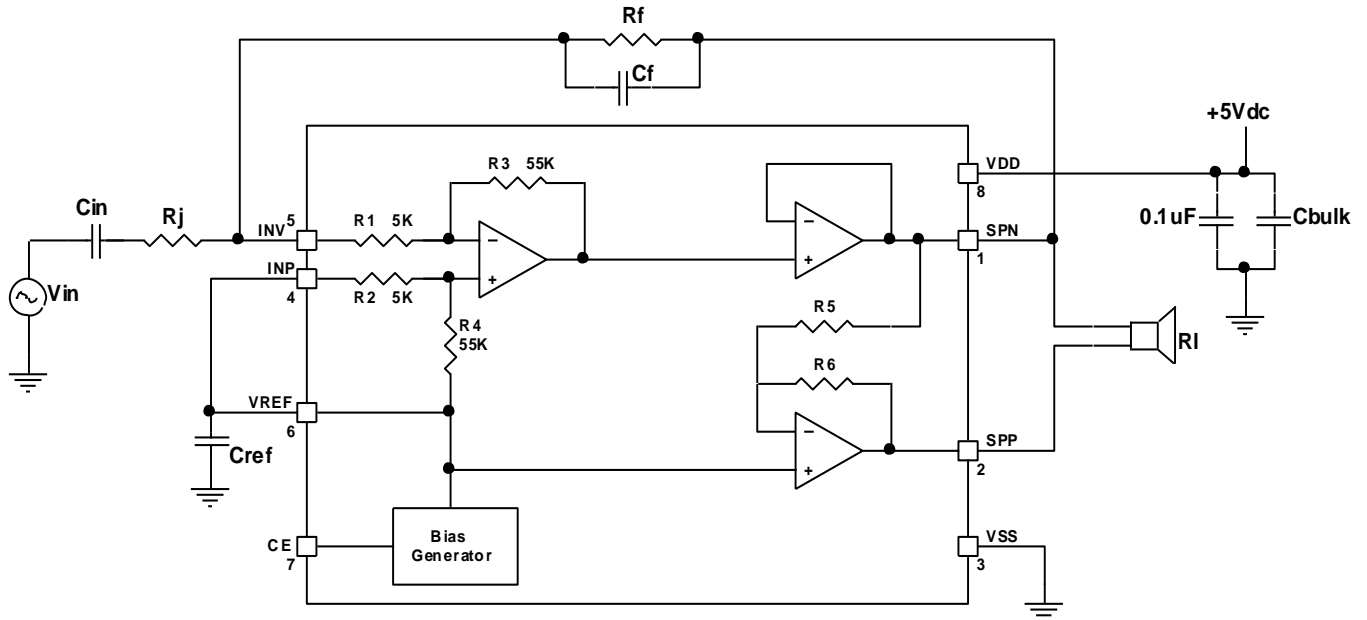 Rf
Cf
+5Vdc
R3 55K
VDD
8
Cin
Rj
5
INV
R1 5K
−
+
−
+
SPN
1
0.1uF
Cbulk
INP
4
R2 5K
Vin
R4
55K
R5
R6
Rl
VREF
6
Cref
−
+
SPP
2
Bias
Generator
CE
7
VSS
3